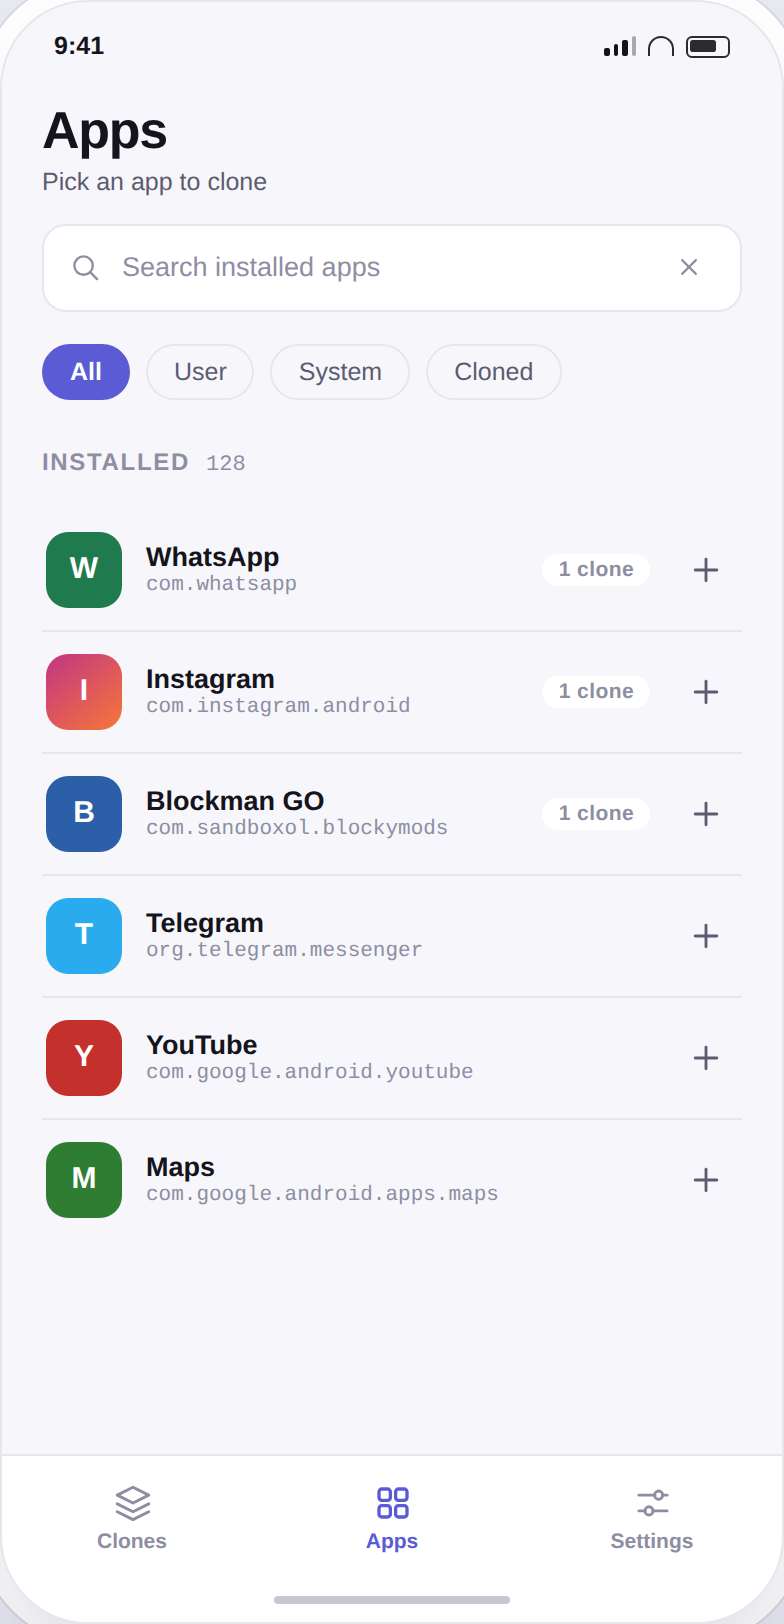 9:41
Apps
Pick an app to clone
Search installed apps
All User System Cloned
INSTALLED 128
W WhatsApp 1 clone
com.whatsapp
I Instagram 1 clone
com.instagram.android
B Blockman GO 1 clone
com.sandboxol.blockymods
T Telegram
org.telegram.messenger
Y YouTube
com.google.android.youtube
M Maps
com.google.android.apps.maps
Clones Apps Settings